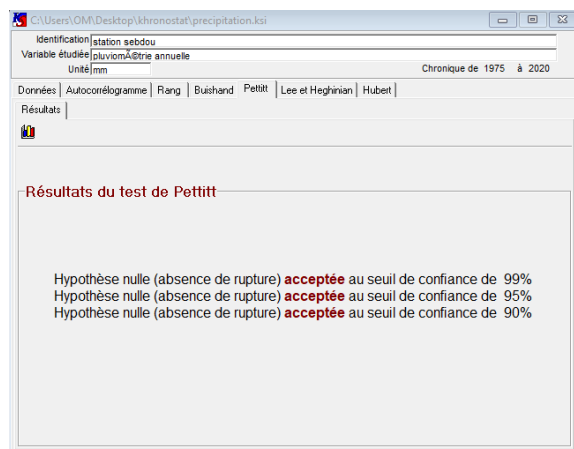 C:\Users\OM\Desktop\khronostat\precipitation.ksi
Identification station sebdou
Variable étudiée pluviomÃ©trie annuelle
Unité mm Chronique de 1975 à 2020
Données Autocorrélogramme Rang Buishand Pettitt Lee et Heghinian Hubert
Résultats
Résultats du test de Pettitt
Hypothèse nulle (absence de rupture) acceptée au seuil de confiance de 99%
Hypothèse nulle (absence de rupture) acceptée au seuil de confiance de 95%
Hypothèse nulle (absence de rupture) acceptée au seuil de confiance de 90%